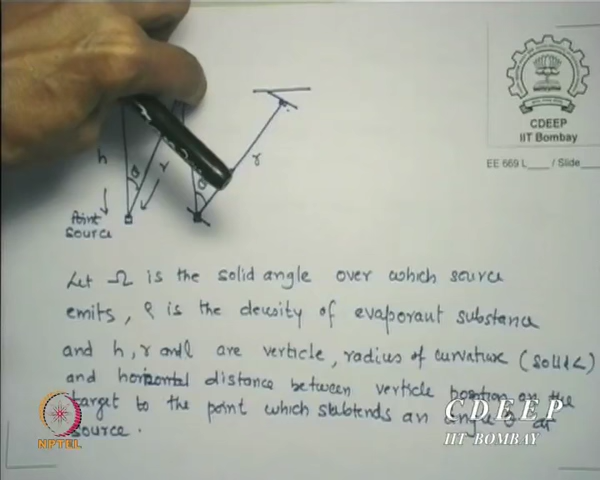 CDEEP
IIT Bombay
EE 669 L____ / Slide
h
θ
r
θ
r
Point
Source
Let Ω is the solid angle over which source
emits, ρ is the density of evaporant substance
and h, r and l are verticle, radius of curvature (solid <)
and horizontal distance between verticle position on the
target to the point which subtends an angle θ at
source.
NPTEL
CDEEP
IIT BOMBAY